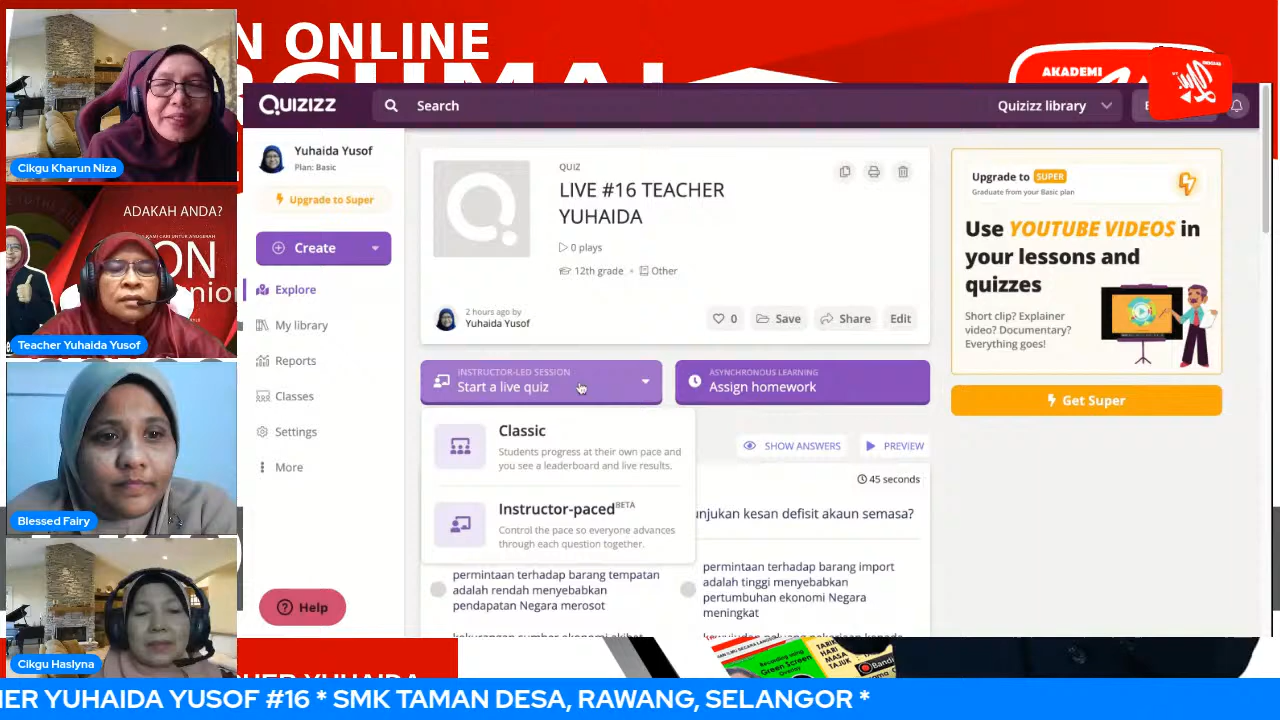 N ONLINE
AKADEMI
Cikgu Kharun Niza
ADAKAH ANDA?
ON
Teacher Yuhaida Yusof
Blessed Fairy
Cikgu Haslyna
QUIZIZZ
Search
Quizizz library
Yuhaida Yusof
Plan: Basic
Upgrade to Super
Create
Explore
My library
Reports
Classes
Settings
More
Help
QUIZ
LIVE #16 TEACHER
YUHAIDA
0 plays
12th grade • Other
2 hours ago by
Yuhaida Yusof
0
Save
Share
Edit
INSTRUCTOR-LED SESSION
Start a live quiz
ASYNCHRONOUS LEARNING
Assign homework
Classic
Students progress at their own pace and
you see a leaderboard and live results.
Instructor-paced BETA
Control the pace so everyone advances
through each question together.
SHOW ANSWERS
PREVIEW
45 seconds
unjukan kesan defisit akaun semasa?
permintaan terhadap barang tempatan
adalah rendah menyebabkan
pendapatan Negara merosot
permintaan terhadap barang import
adalah tinggi menyebabkan
pertumbuhan ekonomi Negara
meningkat
Upgrade to SUPER
Graduate from your Basic plan
Use YOUTUBE VIDEOS in
your lessons and
quizzes
Short clip? Explainer
video? Documentary?
Everything goes!
Get Super
Recording using
Green Screen
HER YUHAIDA YUSOF #16 * SMK TAMAN DESA, RAWANG, SELANGOR *